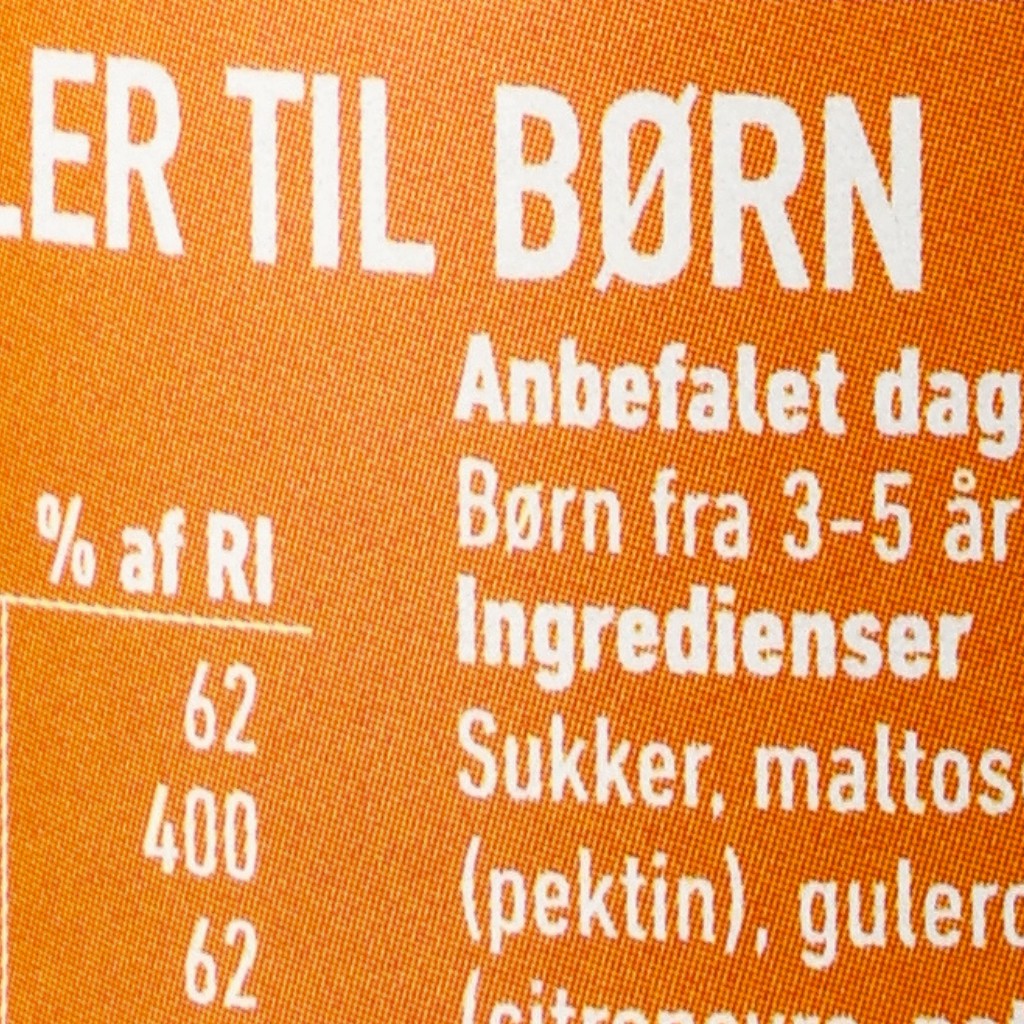 LER TIL BØRN
Anbefalet dag
Børn fra 3-5 år
Ingredienser
Sukker, maltos
(pektin), gulero
% af RI
62
400
62